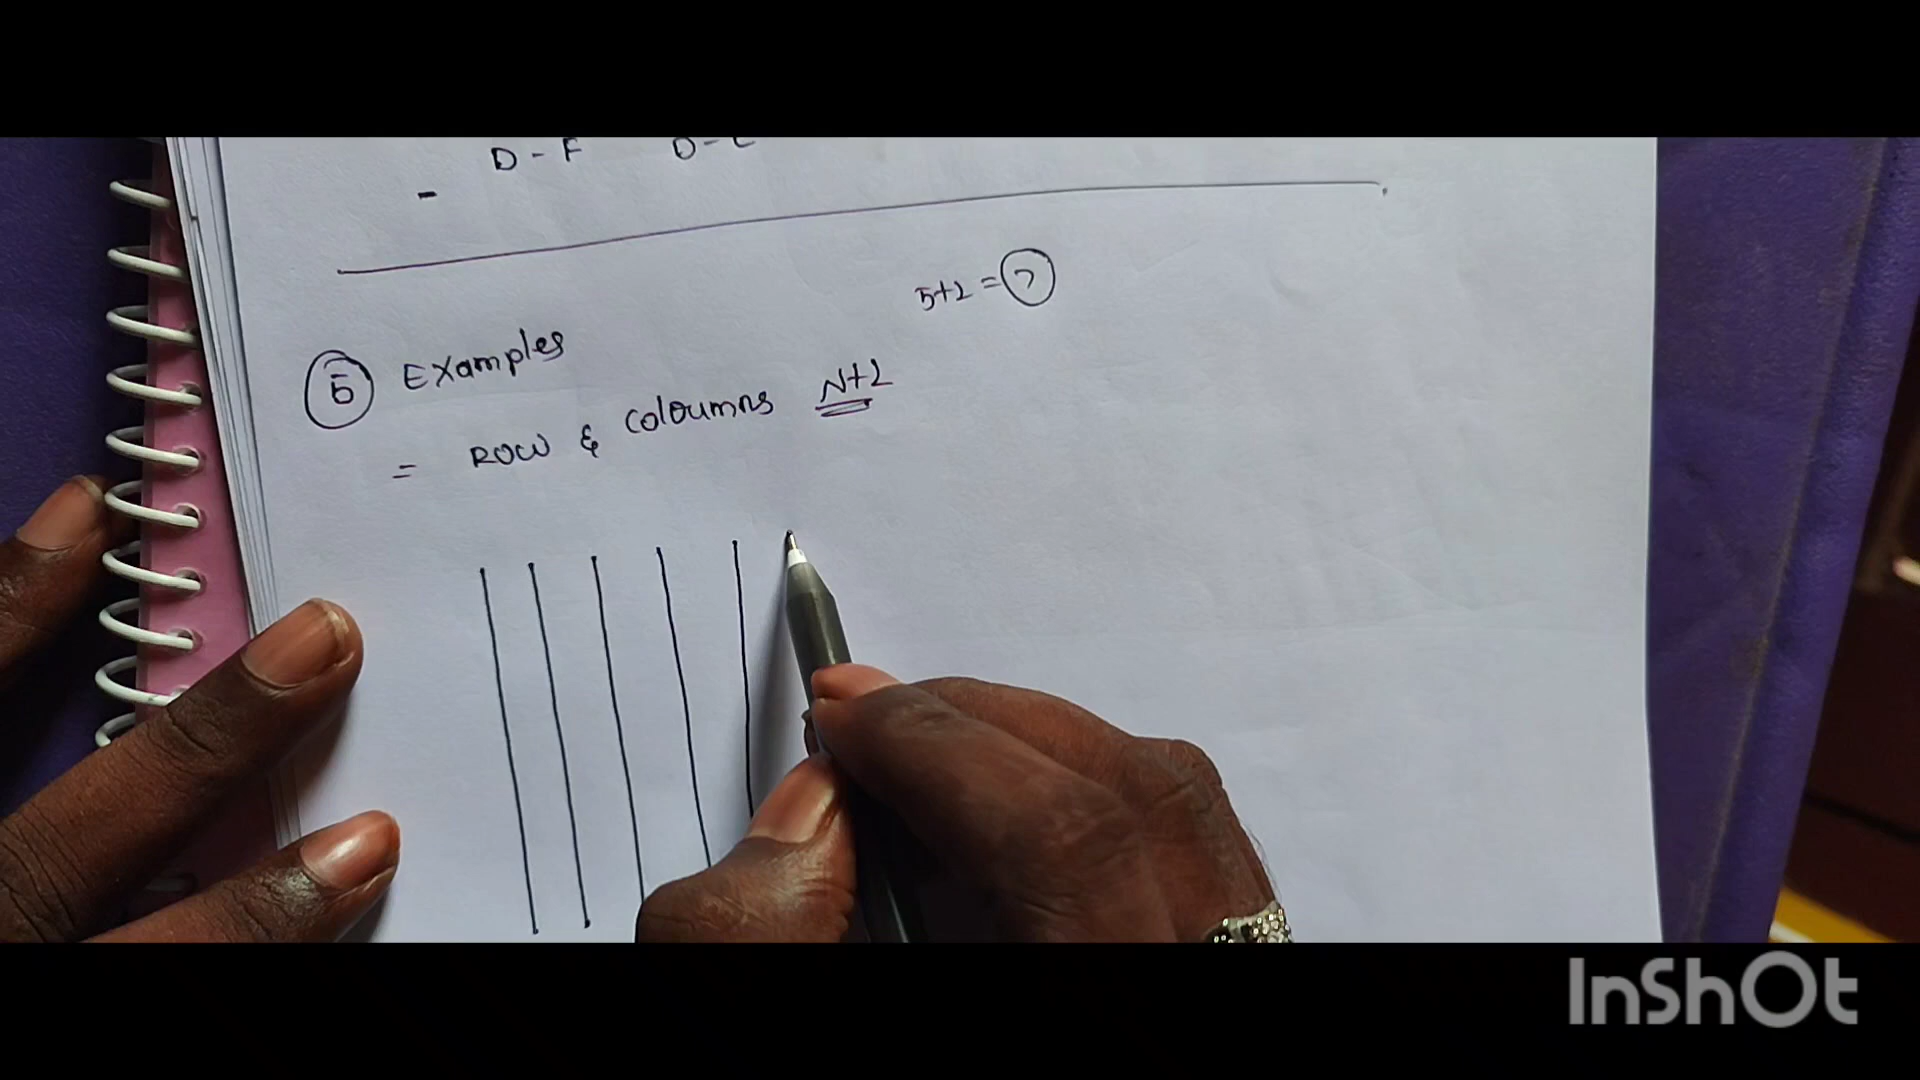 D - F D - L
-
5+2 = 7
5 Examples
= ROW & coloumns N+2
InShOt